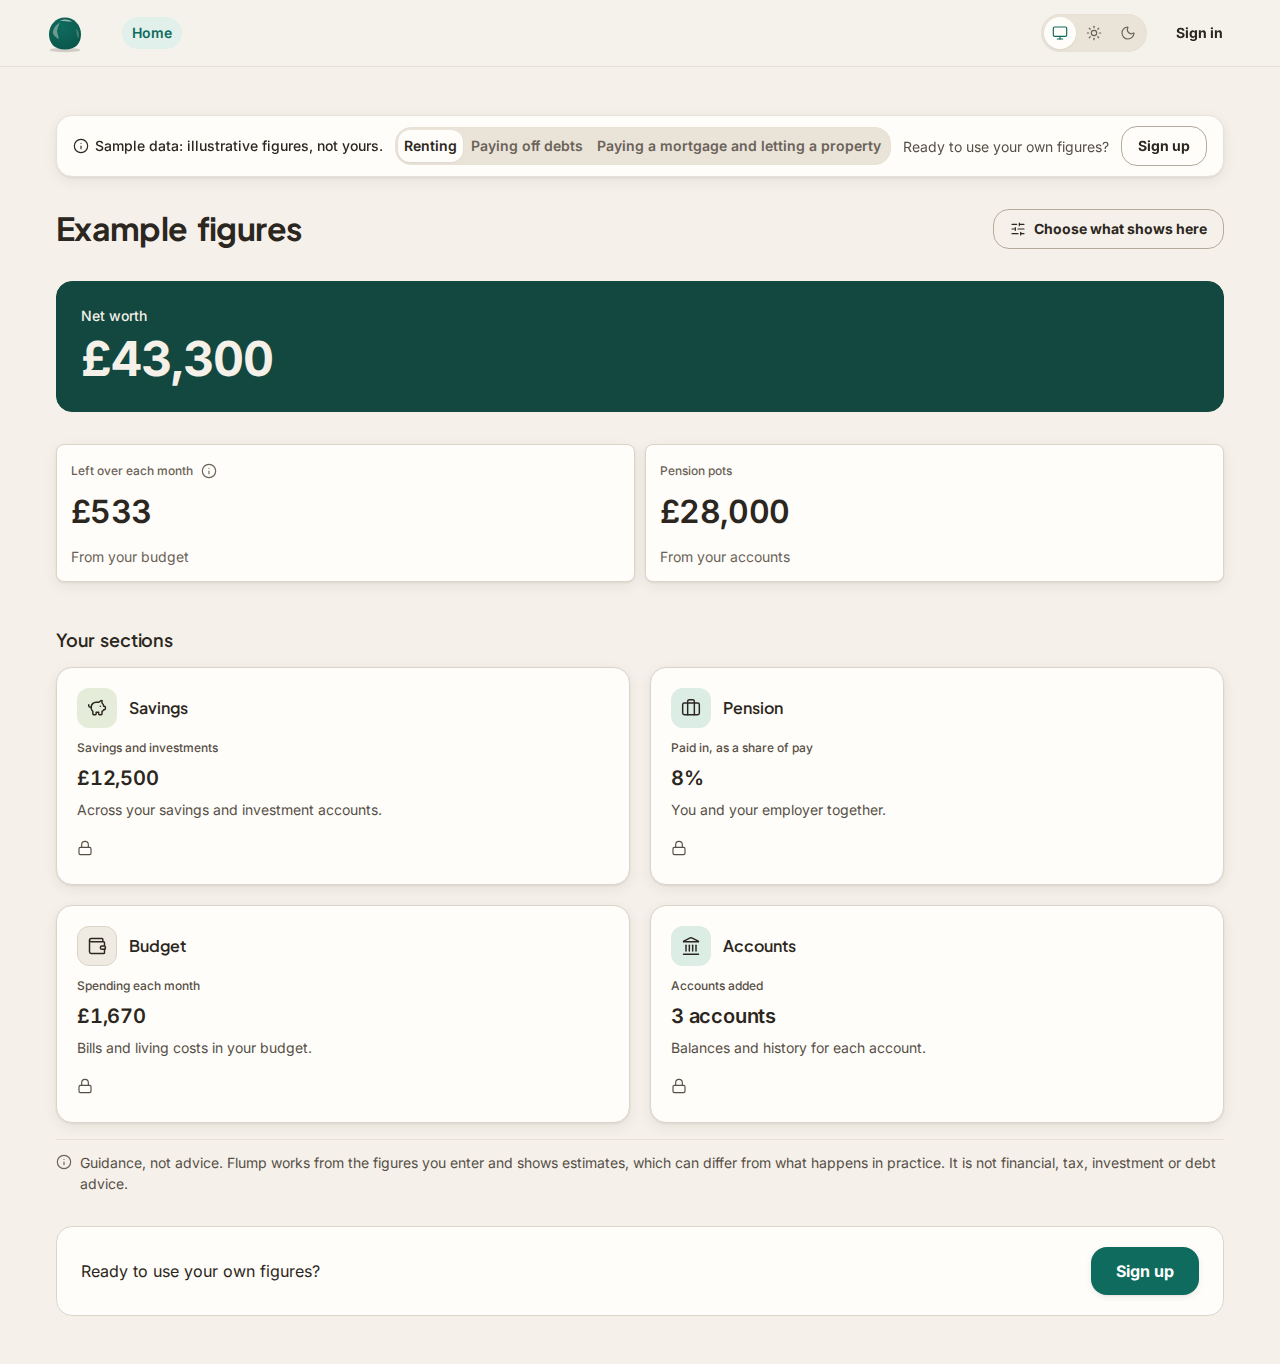 Home
Sign in
Sample data: illustrative figures, not yours.
Renting
Paying off debts
Paying a mortgage and letting a property
Ready to use your own figures?
Sign up
Example figures
Choose what shows here
Net worth
£43,300
Left over each month
£533
From your budget
Pension pots
£28,000
From your accounts
Your sections
Savings
Savings and investments
£12,500
Across your savings and investment accounts.
Pension
Paid in, as a share of pay
8%
You and your employer together.
Budget
Spending each month
£1,670
Bills and living costs in your budget.
Accounts
Accounts added
3 accounts
Balances and history for each account.
Guidance, not advice. Flump works from the figures you enter and shows estimates, which can differ from what happens in practice. It is not financial, tax, investment or debt
advice.
Ready to use your own figures?
Sign up